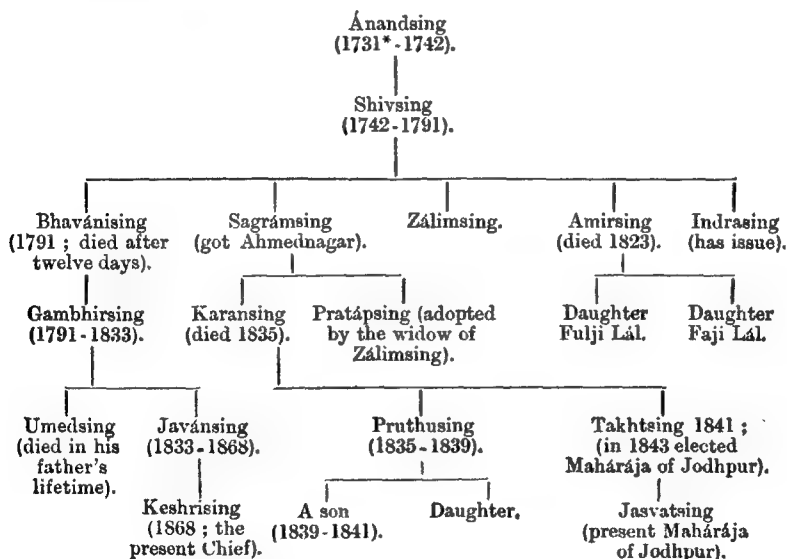 Ánandsing
(1731*-1742).
Shivsing
(1742-1791).
Bhavánising
(1791 ; died after
twelve days).
Sagrámsing
(got Ahmednagar).
Zálimsing.
Amirsing
(died 1823).
Indrasing
(has issue).
Gambhirsing
(1791-1833)
Karansing
(died 1835).
Pratápsing (adopted
by the widow of
Zálimsing).
Daughter
Fulji Lál.
Daughter
Faji Lál.
Umedsing
(died in his
father's
lifetime).
Javánsing
(1833-1868).
Pruthusing
(1835-1839).
Takhtsing 1841 ;
(in 1843 elected
Mahárája of Jodhpur).
Keshrising
(1868 ; the
present Chief).
A son
(1839-1841).
Daughter.
Jasvatsing
(present Mahárája
of Jodhpur).